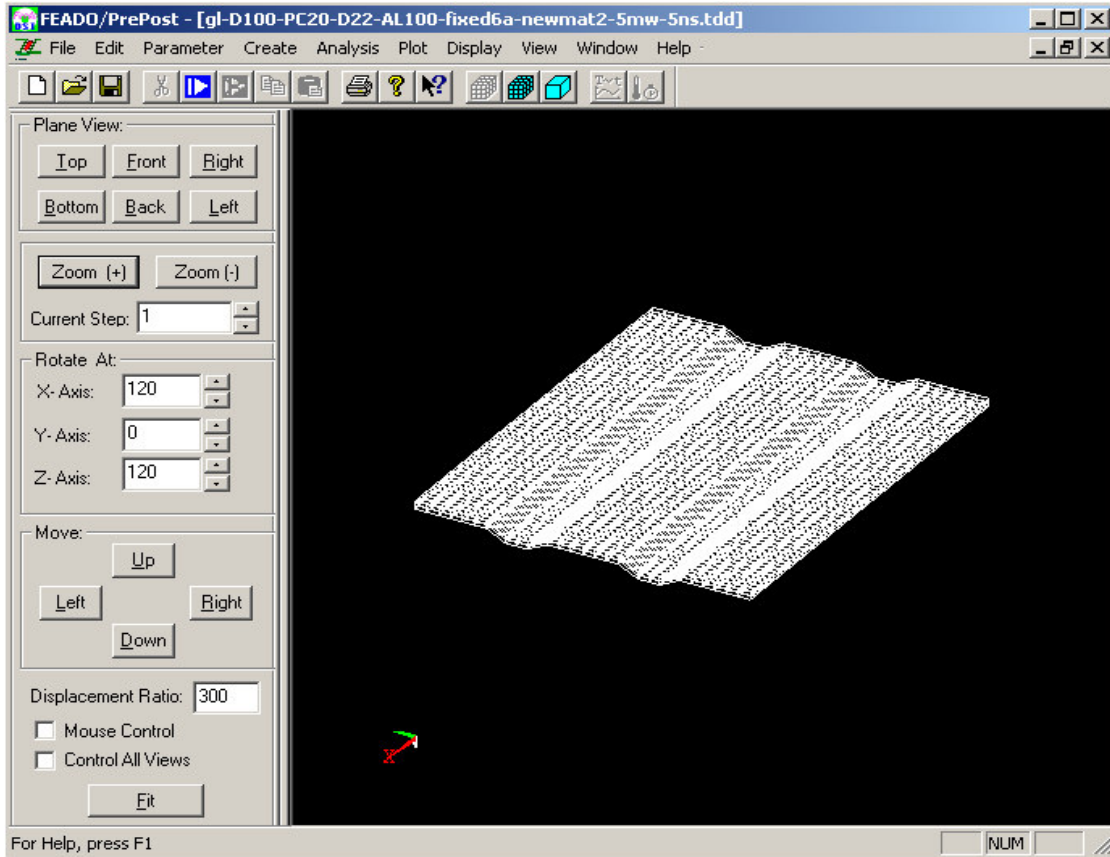 FEADO/PrePost - [gl-D100-PC20-D22-AL100-fixed6a-newmat2-5mw-5ns.tdd]
File Edit Parameter Create Analysis Plot Display View Window Help
Plane View:
Top Front Right
Bottom Back Left
Zoom (+) Zoom (-)
Current Step: 1
Rotate At:
X- Axis: 120
Y- Axis: 0
Z- Axis: 120
Move:
Up
Left Right
Down
Displacement Ratio: 300
Mouse Control
Control All Views
Fit
X
For Help, press F1 NUM